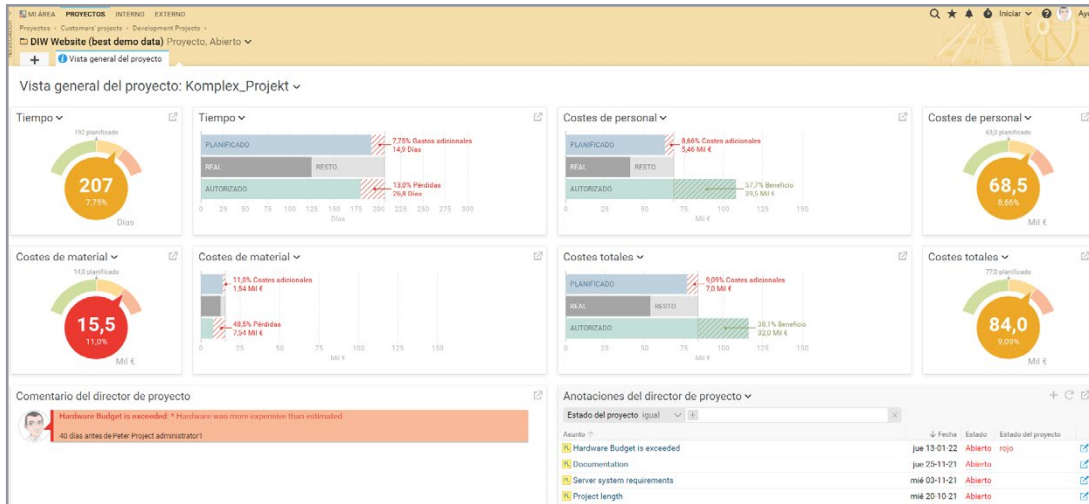 MI ÁREA PROYECTOS INTERNO EXTERNO
Iniciar
Proyectos › Customers' projects › Development Projects ›
DIW Website (best demo data) Proyecto, Abierto
+ Vista general del proyecto
Vista general del proyecto: Komplex_Projekt
Tiempo
192 planificado
207
7,75%
Días
Tiempo
PLANIFICADO
7,75% Gastos adicionales
14,9 Días
REAL RESTO
AUTORIZADO
13,0% Pérdidas
26,8 Días
0 25 50 75 100 125 150 175 200 225 250 275 300
Días
Costes de personal
PLANIFICADO
8,66% Costes adicionales
5,46 Mil €
REAL RESTO
AUTORIZADO
57,7% Beneficio
39,5 Mil €
0 25 50 75 100 125 150
Mil €
Costes de personal
63,0 planificado
68,5
8,66%
Mil €
Costes de material
14,0 planificado
15,5
11,0%
Mil €
Costes de material
11,0% Costes adicionales
1,54 Mil €
48,5% Pérdidas
7,54 Mil €
0 25 50 75 100 125 150
Mil €
Costes totales
PLANIFICADO
9,09% Costes adicionales
7,0 Mil €
REAL RESTO
AUTORIZADO
38,1% Beneficio
32,0 Mil €
0 25 50 75 100 125 150
Mil €
Costes totales
77,0 planificado
84,0
9,09%
Mil €
Comentario del director de proyecto
Hardware Budget is exceeded * Hardware was more expensive than estimated
40 días antes de Peter Project administrator1
Anotaciones del director de proyecto
Estado del proyecto igual
Asunto Fecha Estado Estado del proyecto
Hardware Budget is exceeded jue 13-01-22 Abierto rojo
Documentation jue 25-11-21 Abierto
Server system requirements mié 03-11-21 Abierto
Project length mié 20-10-21 Abierto